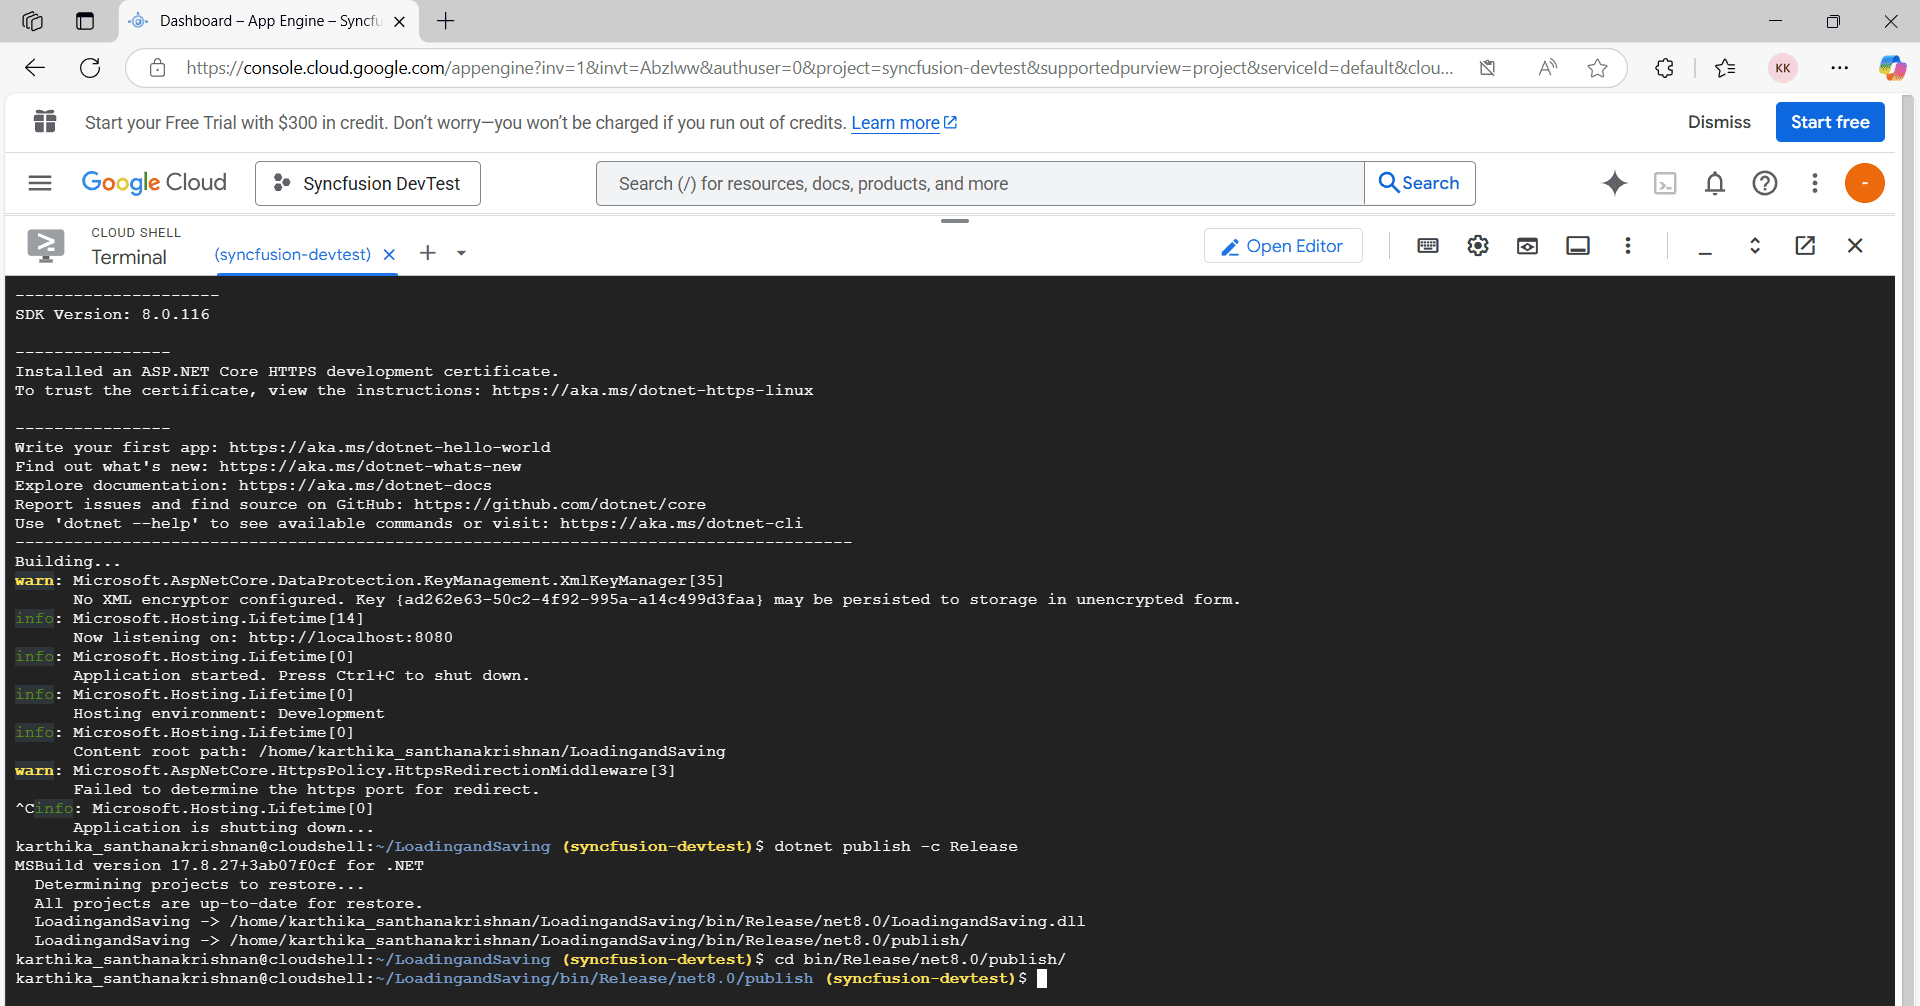 Dashboard – App Engine – Syncfu
https://console.cloud.google.com/appengine?inv=1&invt=AbzIww&authuser=0&project=syncfusion-devtest&supportedpurview=project&serviceId=default&clou...
KK
Start your Free Trial with $300 in credit. Don't worry—you won't be charged if you run out of credits. Learn more
Dismiss
Start free
Google Cloud
Syncfusion DevTest
Search (/) for resources, docs, products, and more
Search
-
CLOUD SHELL
Terminal
(syncfusion-devtest)
Open Editor
---------------------
SDK Version: 8.0.116
----------------
Installed an ASP.NET Core HTTPS development certificate.
To trust the certificate, view the instructions: https://aka.ms/dotnet-https-linux
----------------
Write your first app: https://aka.ms/dotnet-hello-world
Find out what's new: https://aka.ms/dotnet-whats-new
Explore documentation: https://aka.ms/dotnet-docs
Report issues and find source on GitHub: https://github.com/dotnet/core
Use 'dotnet --help' to see available commands or visit: https://aka.ms/dotnet-cli
--------------------------------------------------------------------------------------
Building...
warn: Microsoft.AspNetCore.DataProtection.KeyManagement.XmlKeyManager[35]
No XML encryptor configured. Key {ad262e63-50c2-4f92-995a-a14c499d3faa} may be persisted to storage in unencrypted form.
info: Microsoft.Hosting.Lifetime[14]
Now listening on: http://localhost:8080
info: Microsoft.Hosting.Lifetime[0]
Application started. Press Ctrl+C to shut down.
info: Microsoft.Hosting.Lifetime[0]
Hosting environment: Development
info: Microsoft.Hosting.Lifetime[0]
Content root path: /home/karthika_santhanakrishnan/LoadingandSaving
warn: Microsoft.AspNetCore.HttpsPolicy.HttpsRedirectionMiddleware[3]
Failed to determine the https port for redirect.
^Cinfo: Microsoft.Hosting.Lifetime[0]
Application is shutting down...
karthika_santhanakrishnan@cloudshell:~/LoadingandSaving (syncfusion-devtest)$ dotnet publish -c Release
MSBuild version 17.8.27+3ab07f0cf for .NET
Determining projects to restore...
All projects are up-to-date for restore.
LoadingandSaving -> /home/karthika_santhanakrishnan/LoadingandSaving/bin/Release/net8.0/LoadingandSaving.dll
LoadingandSaving -> /home/karthika_santhanakrishnan/LoadingandSaving/bin/Release/net8.0/publish/
karthika_santhanakrishnan@cloudshell:~/LoadingandSaving (syncfusion-devtest)$ cd bin/Release/net8.0/publish/
karthika_santhanakrishnan@cloudshell:~/LoadingandSaving/bin/Release/net8.0/publish (syncfusion-devtest)$